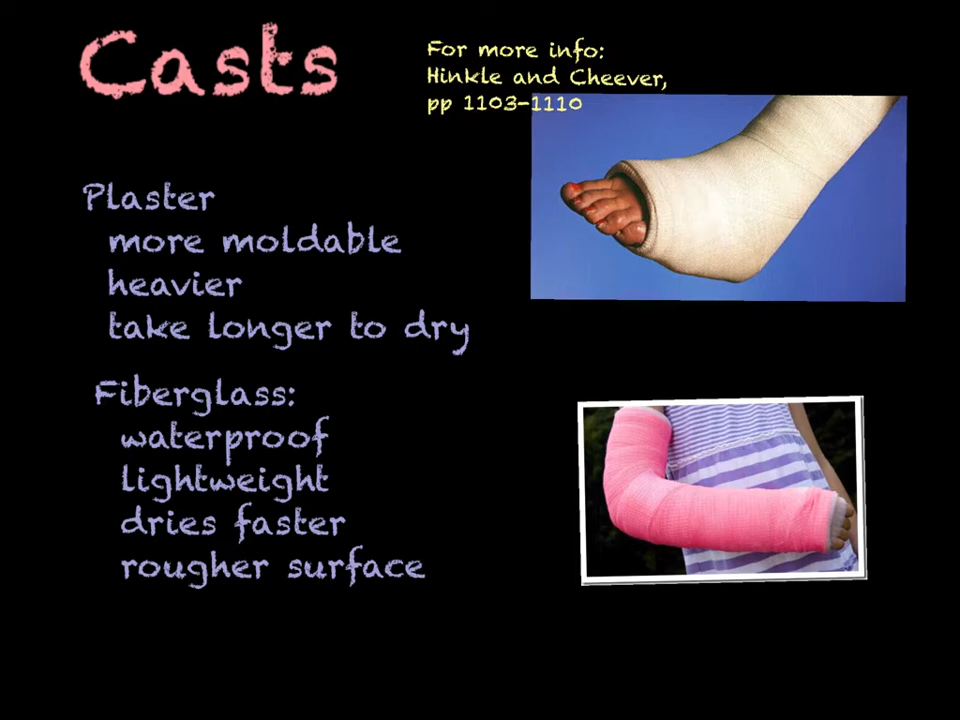 Casts
For more info:
Hinkle and Cheever,
pp 1103-1110
Plaster
more moldable
heavier
take longer to dry
Fiberglass:
waterproof
lightweight
dries faster
rougher surface